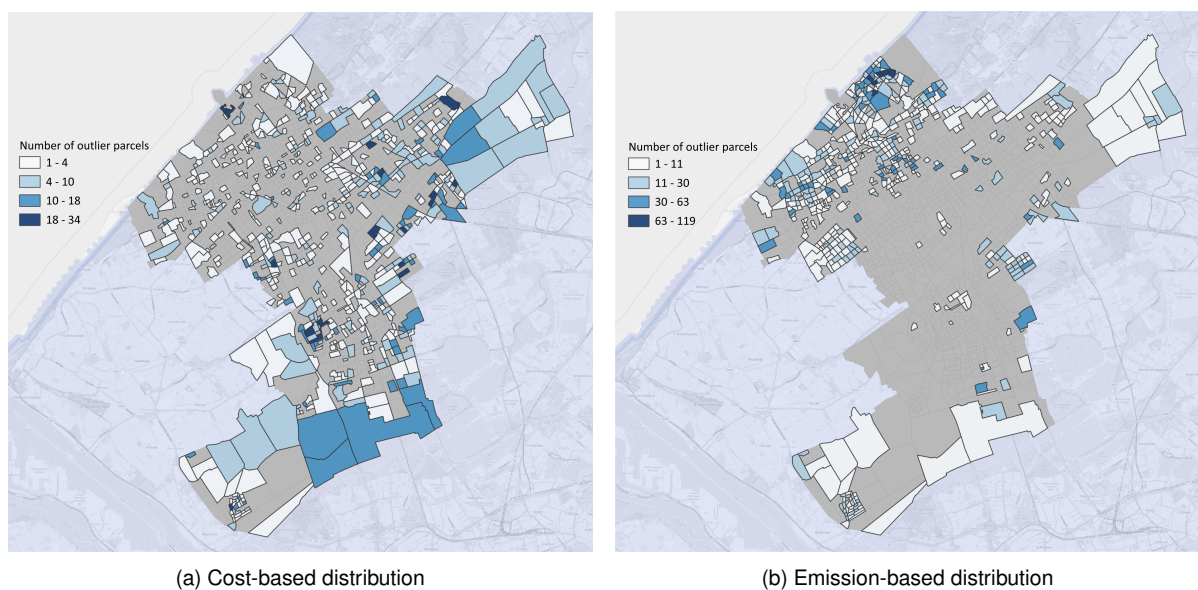 Number of outlier parcels
1 - 4
4 - 10
10 - 18
18 - 34
Number of outlier parcels
1 - 11
11 - 30
30 - 63
63 - 119
(a) Cost-based distribution
(b) Emission-based distribution